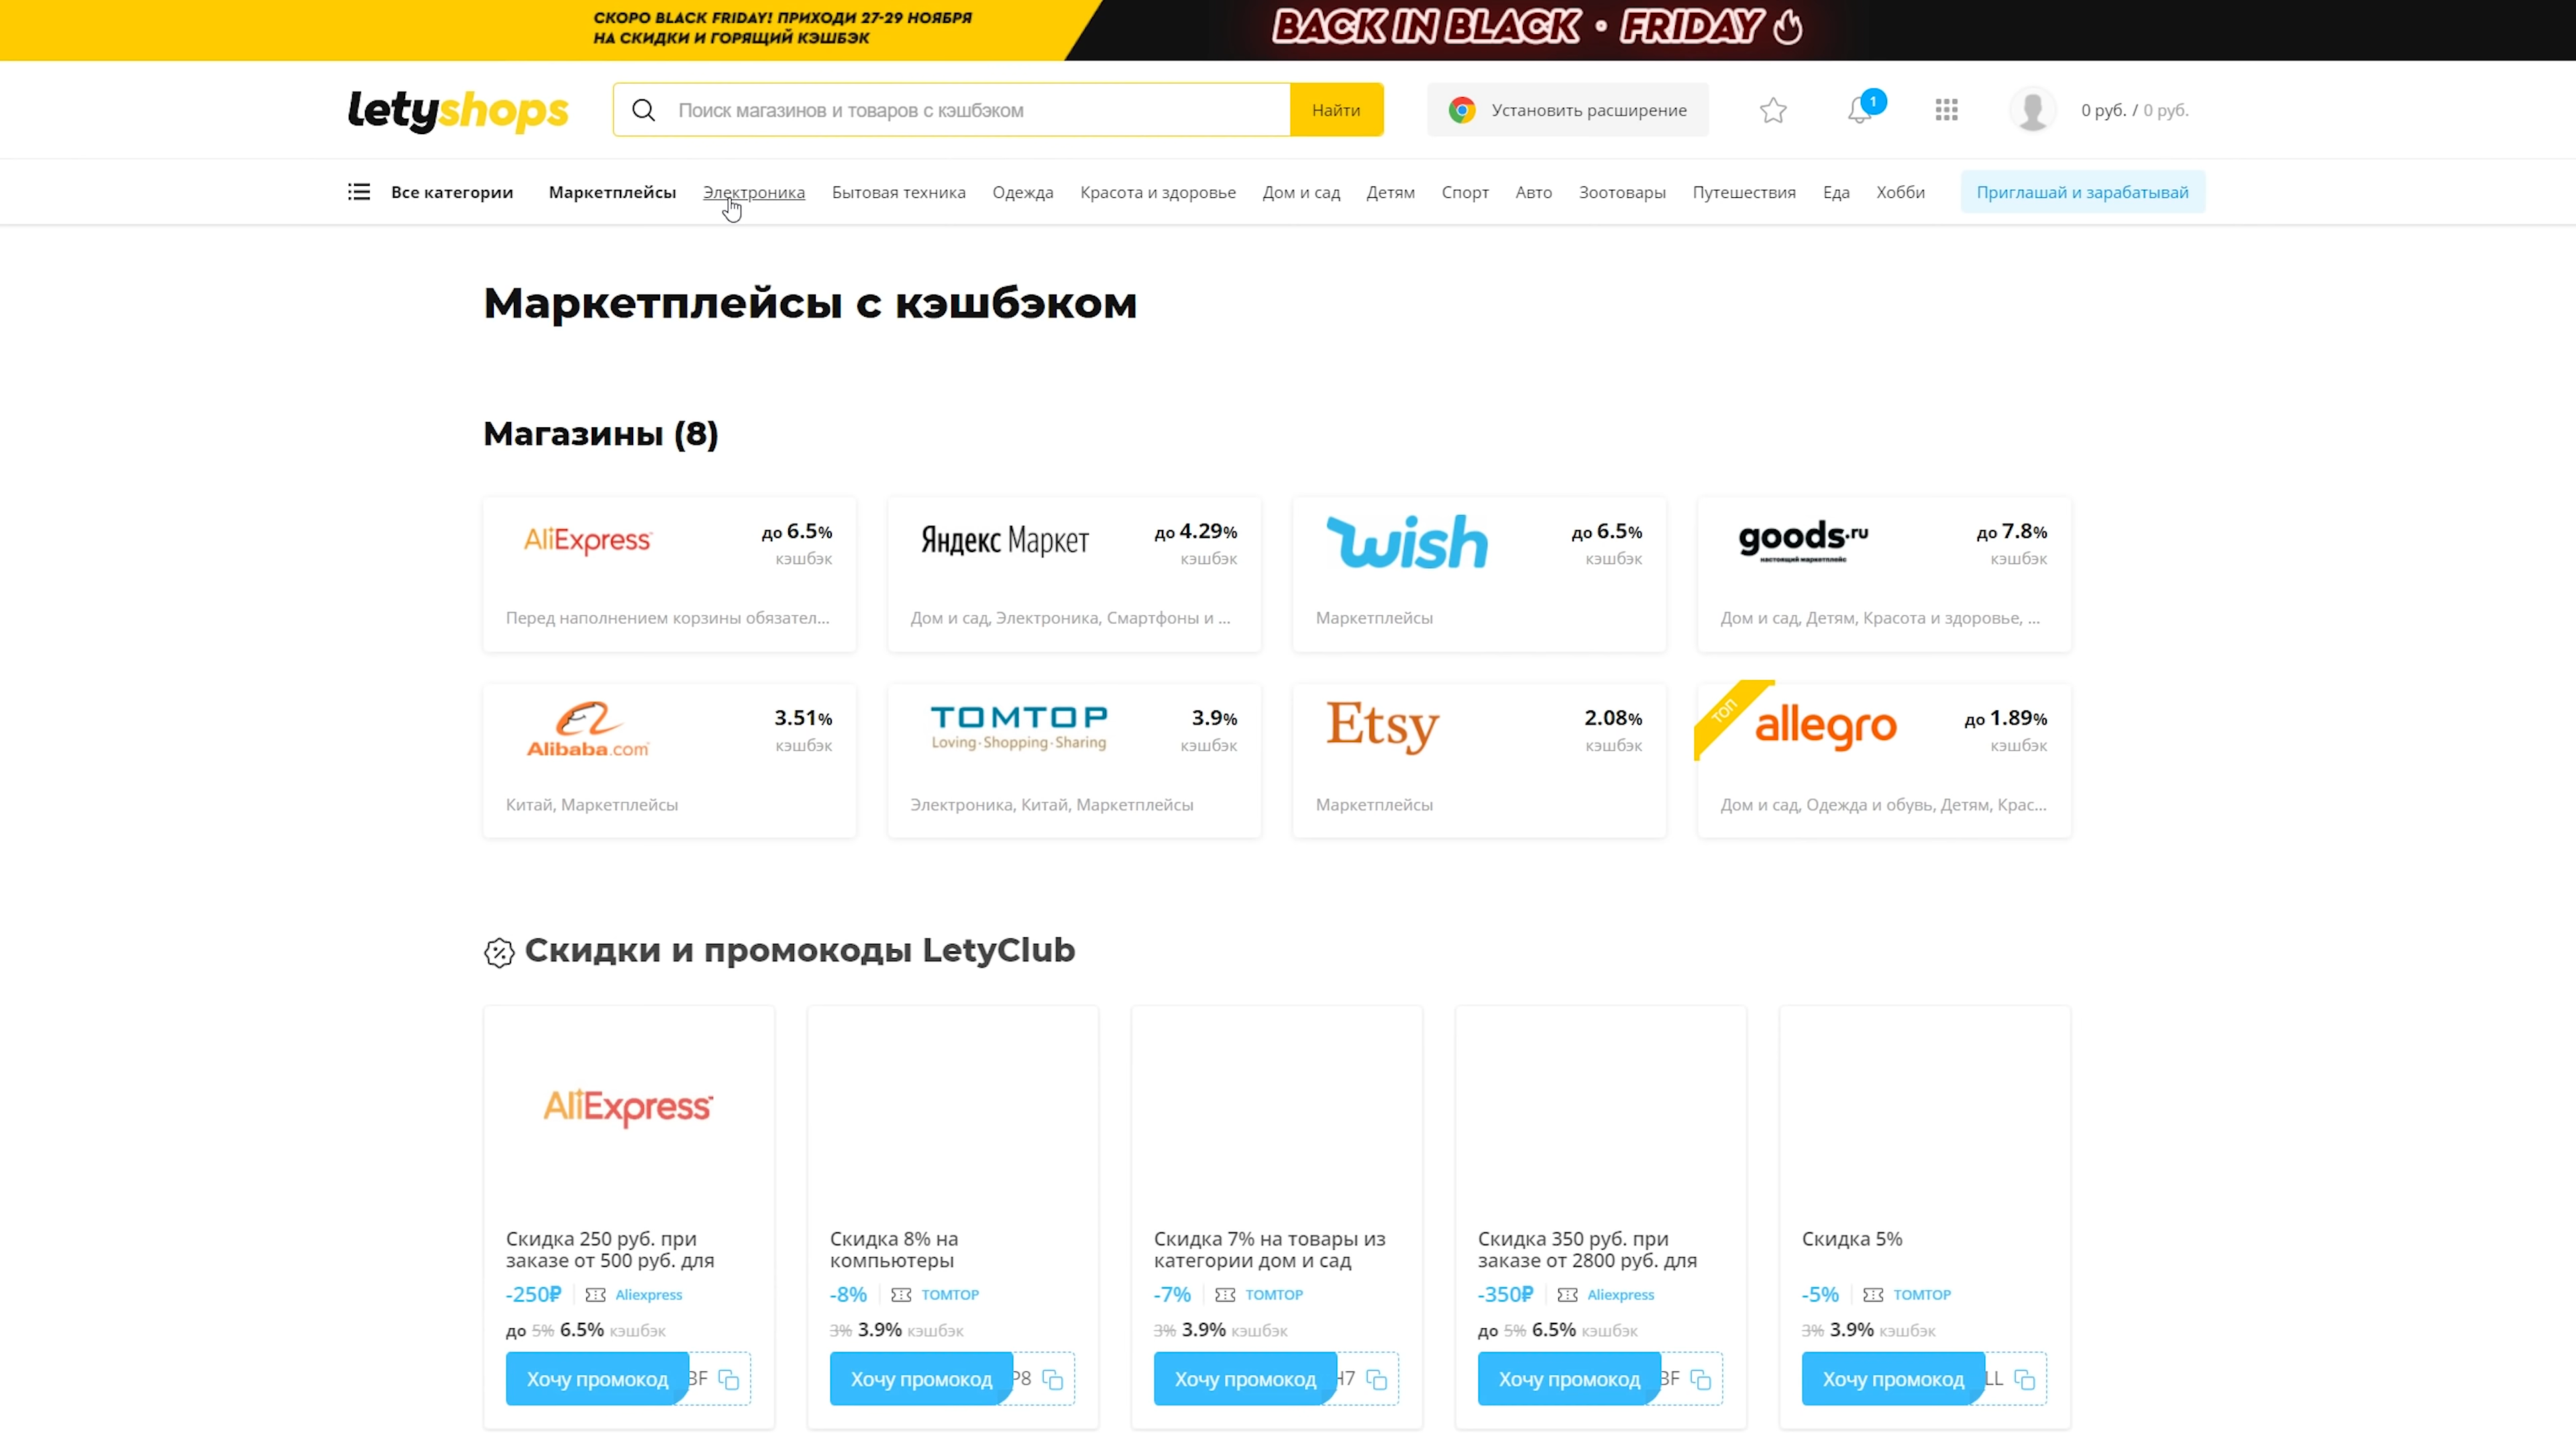 СКОРО BLACK FRIDAY! ПРИХОДИ 27-29 НОЯБРЯ
НА СКИДКИ И ГОРЯЩИЙ КЭШБЭК
BACK IN BLACK • FRIDAY
letyshops
Поиск магазинов и товаров с кэшбэком
Найти
Установить расширение
1
0 руб. / 0 руб.
Все категории Маркетплейсы Электроника Бытовая техника Одежда Красота и здоровье Дом и сад Детям Спорт Авто Зоотовары Путешествия Еда Хобби Приглашай и зарабатывай
Маркетплейсы с кэшбэком
Магазины (8)
AliExpress
до 6.5%
кэшбэк
Перед наполнением корзины обязател...
Яндекс Маркет
до 4.29%
кэшбэк
Дом и сад, Электроника, Смартфоны и ...
wish
до 6.5%
кэшбэк
Маркетплейсы
goods.ru
настоящий маркетплейс
до 7.8%
кэшбэк
Дом и сад, Детям, Красота и здоровье, ...
Alibaba.com
3.51%
кэшбэк
Китай, Маркетплейсы
TOMTOP
Loving·Shopping·Sharing
3.9%
кэшбэк
Электроника, Китай, Маркетплейсы
Etsy
2.08%
кэшбэк
Маркетплейсы
ТОП
allegro
до 1.89%
кэшбэк
Дом и сад, Одежда и обувь, Детям, Крас...
Скидки и промокоды LetyClub
AliExpress
Скидка 250 руб. при
заказе от 500 руб. для
-250₽ Aliexpress
до 5% 6.5% кэшбэк
Хочу промокод BF
Скидка 8% на
компьютеры
-8% TOMTOP
3% 3.9% кэшбэк
Хочу промокод P8
Скидка 7% на товары из
категории дом и сад
-7% TOMTOP
3% 3.9% кэшбэк
Хочу промокод H7
Скидка 350 руб. при
заказе от 2800 руб. для
-350₽ Aliexpress
до 5% 6.5% кэшбэк
Хочу промокод BF
Скидка 5%
-5% TOMTOP
3% 3.9% кэшбэк
Хочу промокод LL